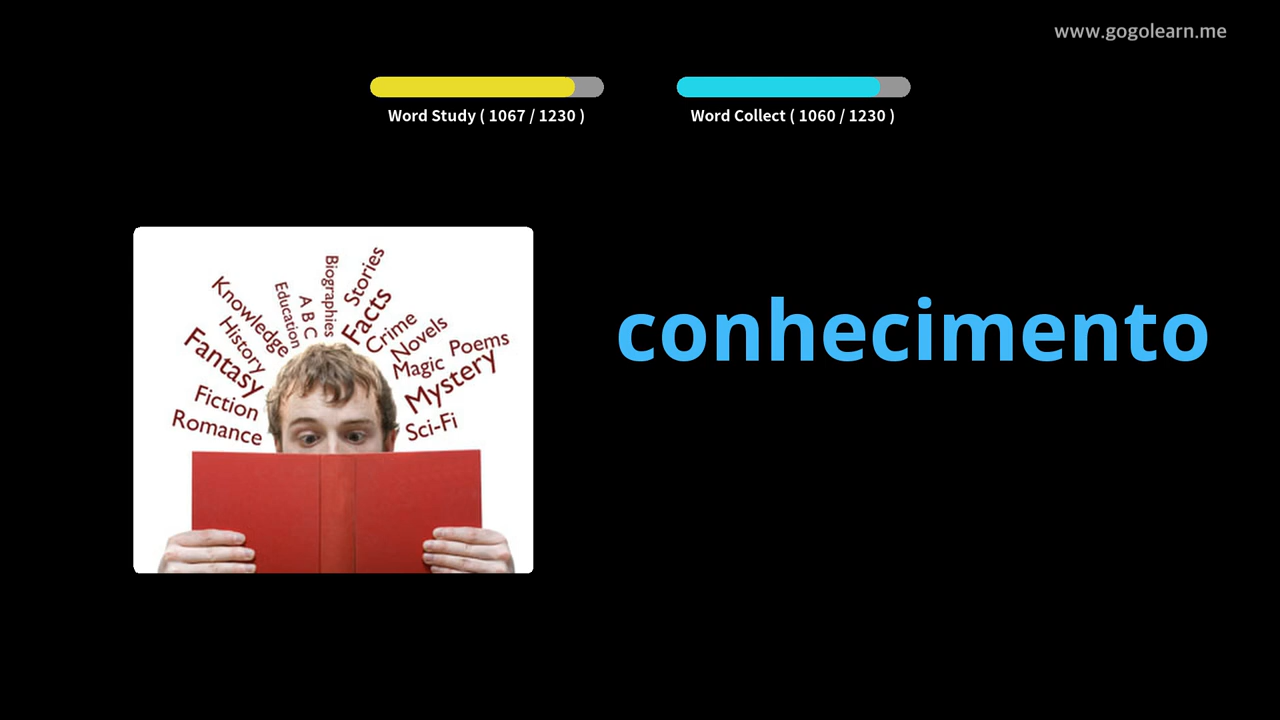 www.gogolearn.me
Word Study ( 1067 / 1230 )
Word Collect ( 1060 / 1230 )
conhecimento
Knowledge
Education
A B C
Biographies
Stories
Facts
History
Crime
Novels
Poems
Fantasy
Magic
Mystery
Fiction
Romance
Sci-Fi